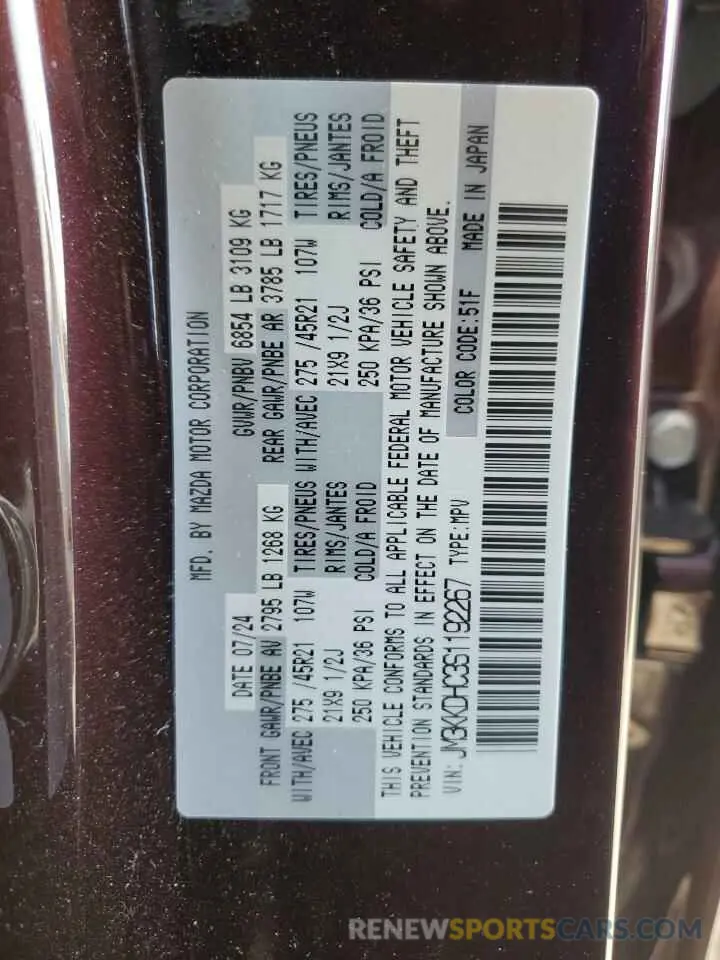 MFD. BY MAZDA MOTOR CORPORATION
DATE 07/24 GVWR/PNBV 6854 LB 3109 KG
FRONT GAWR/PNBE AV 2795 LB 1268 KG REAR GAWR/PNBE AR 3785 LB 1717 KG
WITH/AVEC 275 /45R21 107W TIRES/PNEUS WITH/AVEC 275 /45R21 107W TIRES/PNEUS
21X9 1/2J RIMS/JANTES 21X9 1/2J RIMS/JANTES
250 KPA/36 PSI COLD/A FROID 250 KPA/36 PSI COLD/A FROID
THIS VEHICLE CONFORMS TO ALL APPLICABLE FEDERAL MOTOR VEHICLE SAFETY AND THEFT
PREVENTION STANDARDS IN EFFECT ON THE DATE OF MANUFACTURE SHOWN ABOVE.
VIN: JM3KKDHC3S1192267 TYPE:MPV COLOR CODE:51F MADE IN JAPAN
RENEWSPORTSCARS.COM